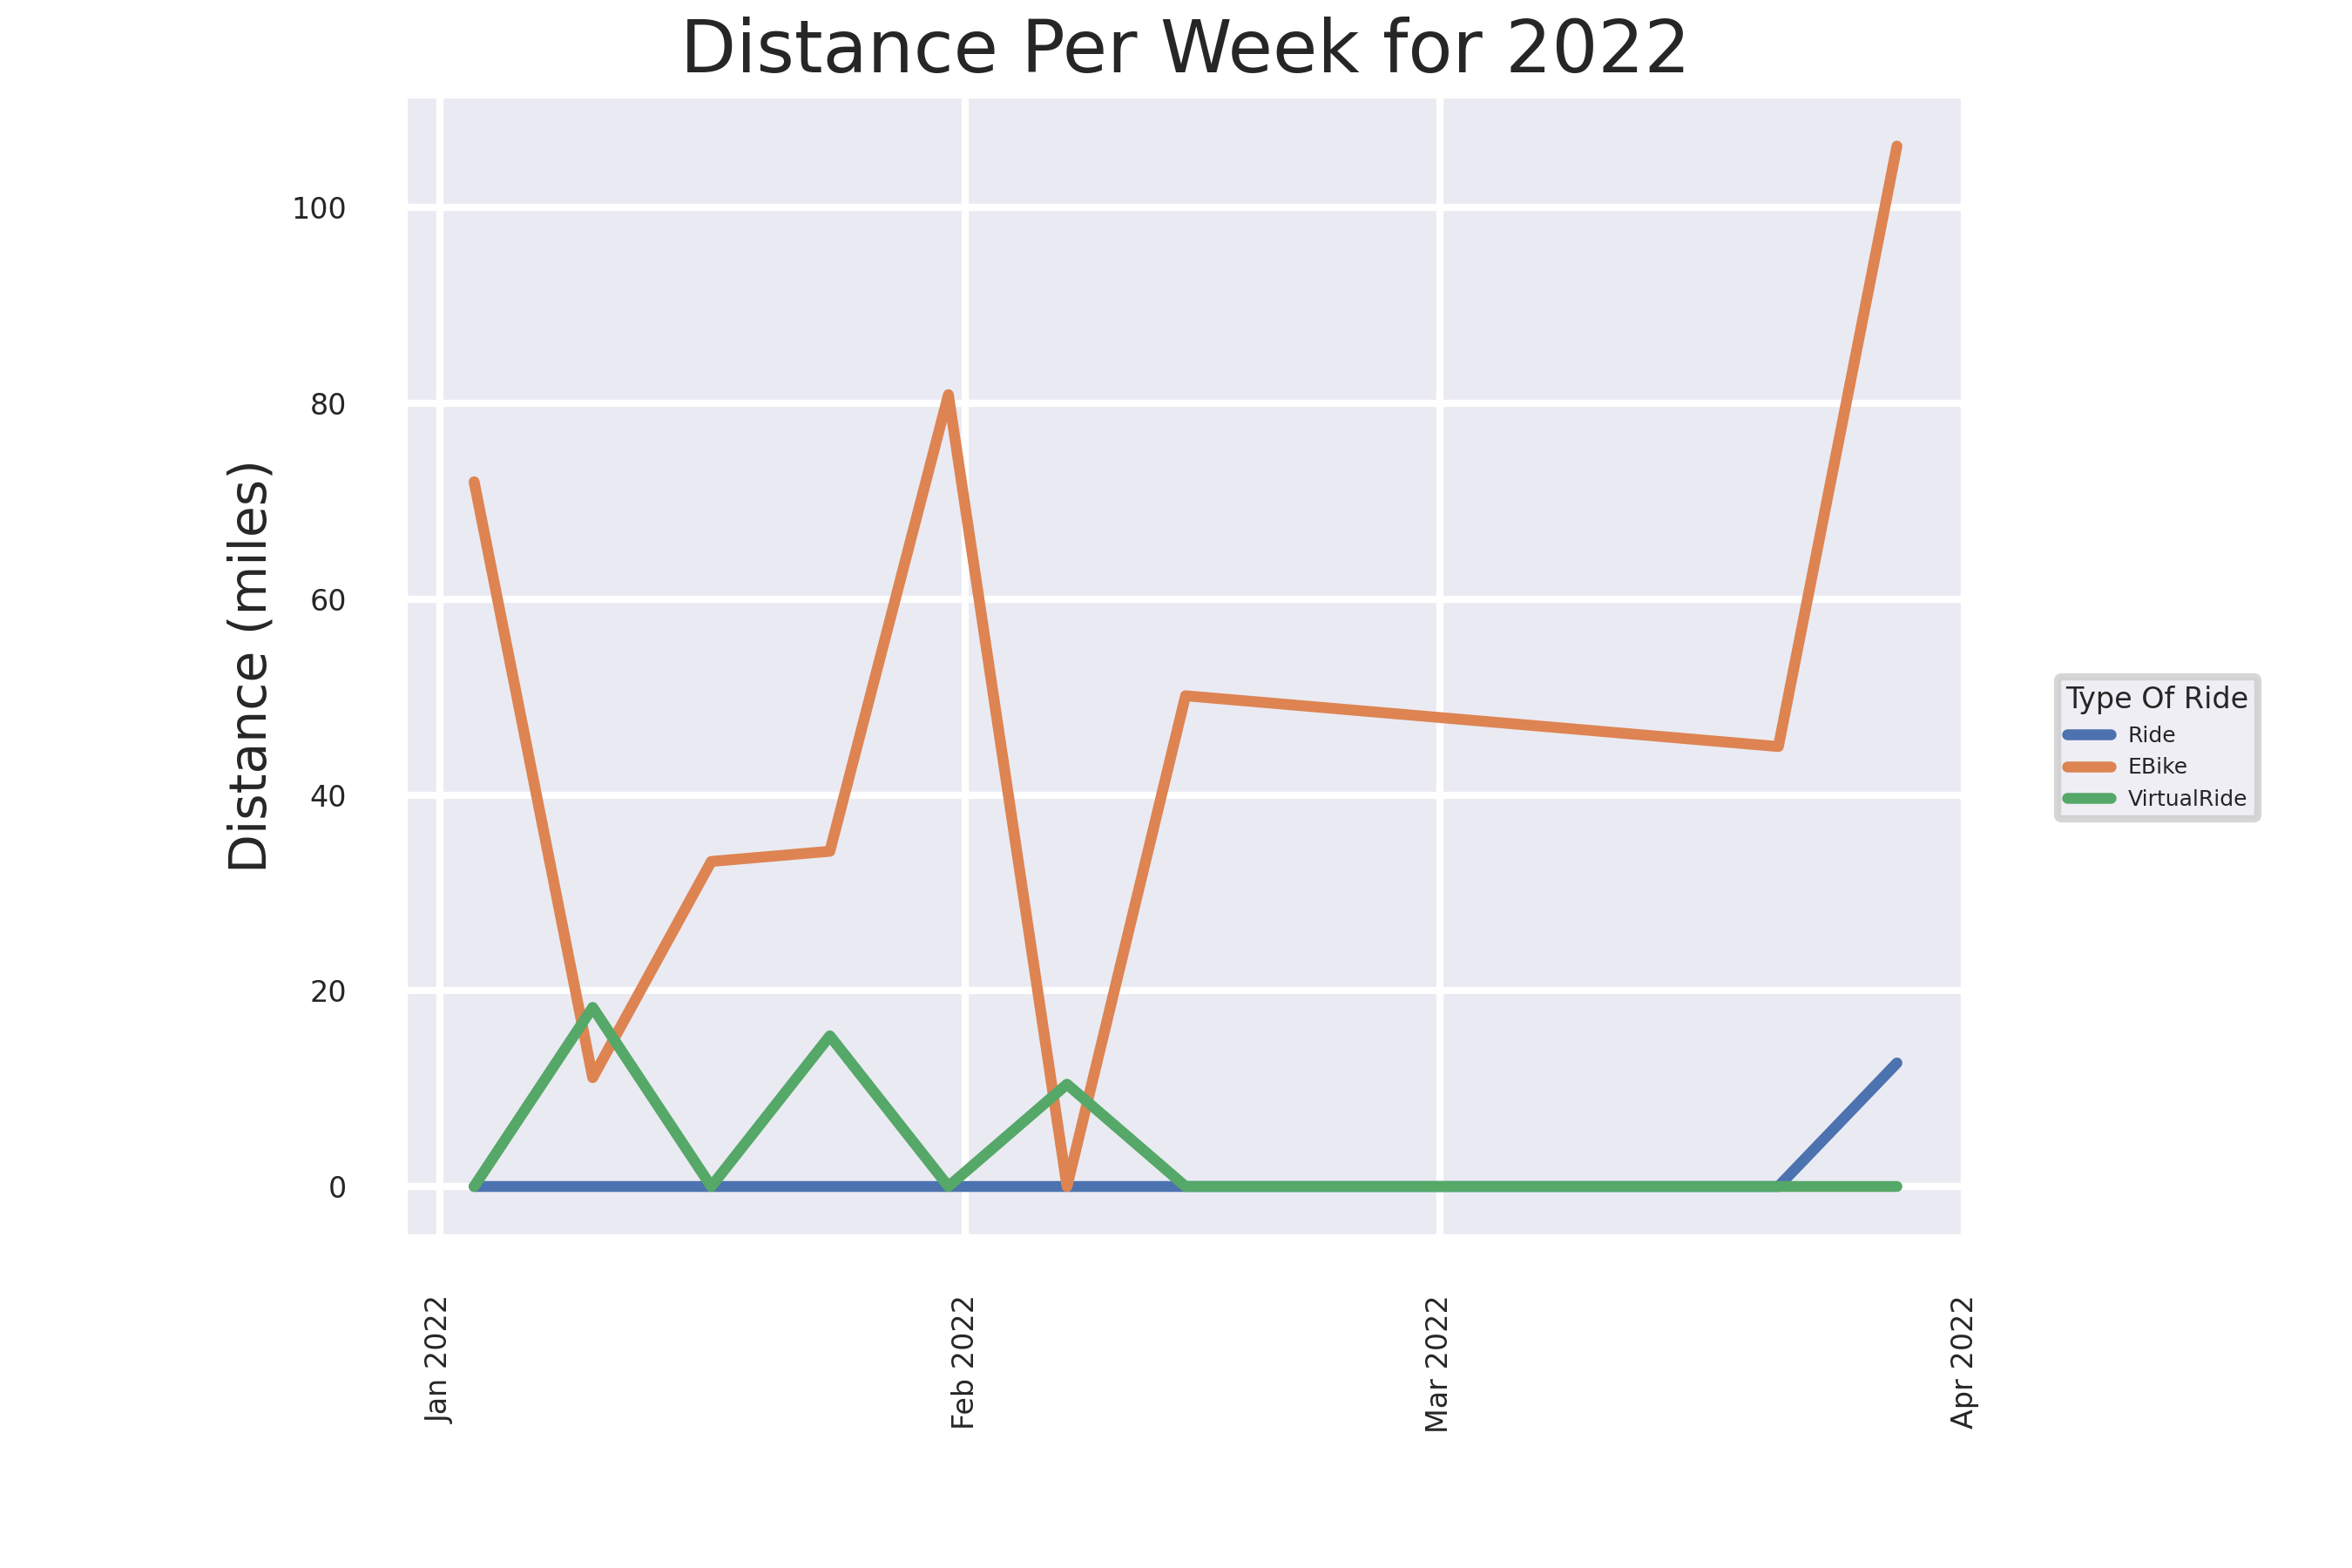 Distance Per Week for 2022
Distance (miles)
100
80
60
40
20
0
Jan 2022
Feb 2022
Mar 2022
Apr 2022
Type Of Ride
Ride
EBike
VirtualRide